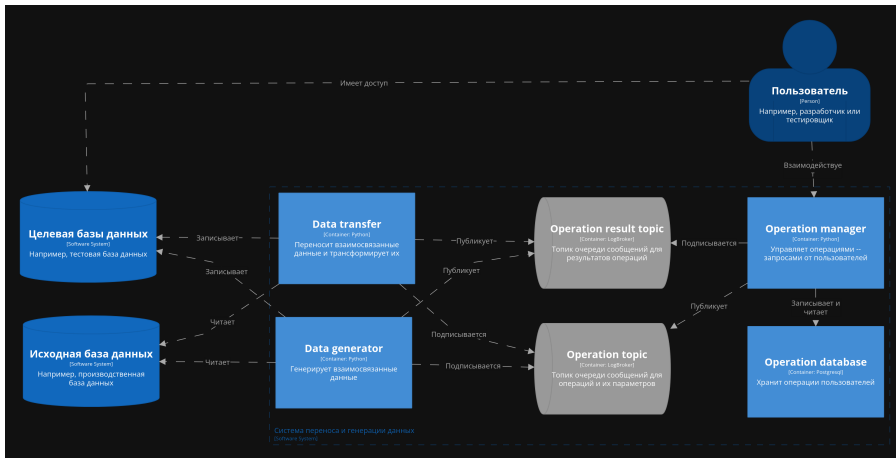 Пользователь
[Person]
Например, разработчик или
тестировщик
Имеет доступ
Взаимодействуе
т
Целевая базы данных
[Software System]
Например, тестовая база данных
Записывает
Data transfer
[Container: Python]
Переносит взаимосвязанные
данные и трансформирует их
Публикует
Operation result topic
[Container: LogBroker]
Топик очереди сообщений для
результатов операций
Подписывается
Operation manager
[Container: Python]
Управляет операциями —
запросами от пользователей
Записывает
Публикует
Читает
Подписывается
Публикует
Записывает и
читает
Исходная база данных
[Software System]
Например, производственная
база данных
Читает
Data generator
[Container: Python]
Генерирует взаимосвязанные
данные
Подписывается
Operation topic
[Container: LogBroker]
Топик очереди сообщений для
операций и их параметров
Operation database
[Container: Postgresql]
Хранит операции пользователей
Система переноса и генерации данных
[Software System]